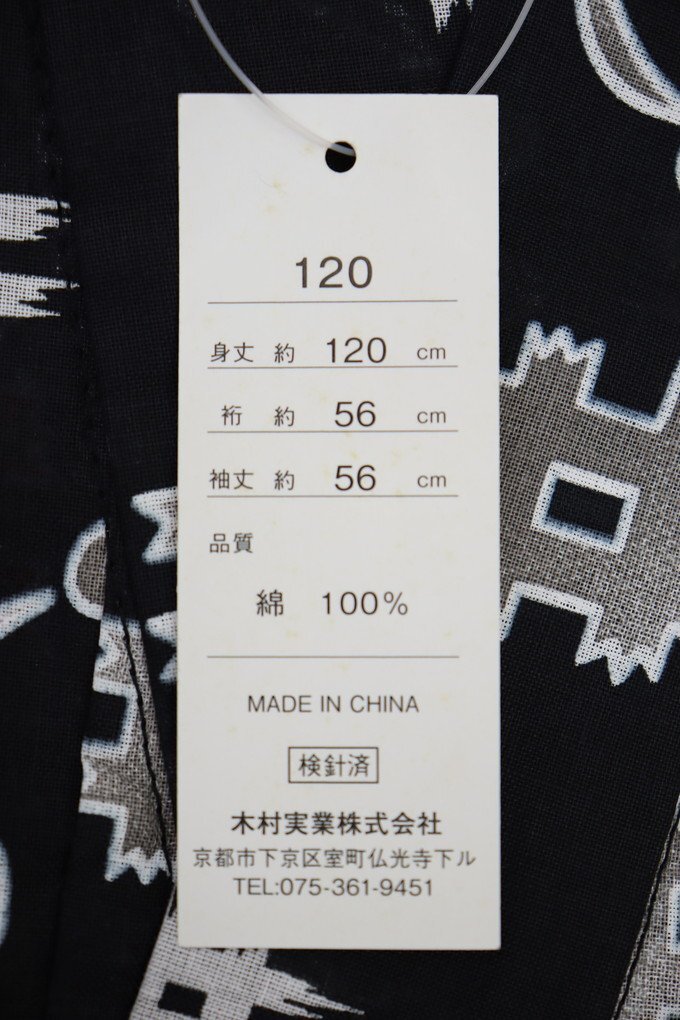 120
身丈 約 120 cm
裄 約 56 cm
袖丈 約 56 cm
品質
綿 100%
MADE IN CHINA
検針済
木村実業株式会社
京都市下京区室町仏光寺下ル
TEL:075-361-9451